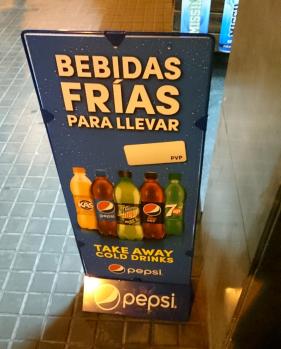 BEBIDAS
FRÍAS
PARA LLEVAR
PVP
KAS
pepsi
7up
TAKE AWAY
COLD DRINKS
pepsi
pepsi